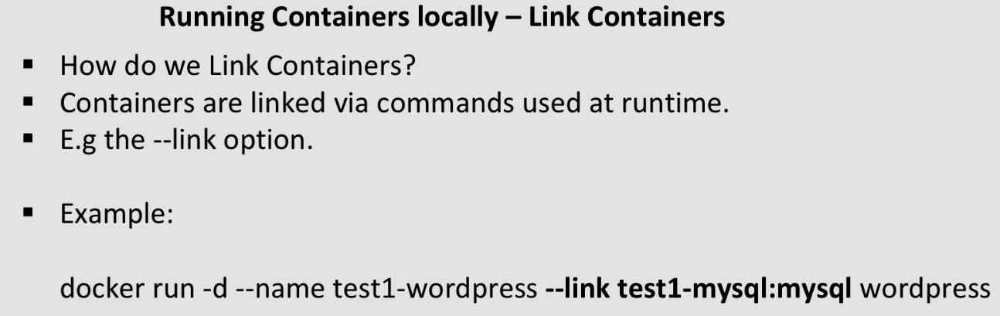 Running Containers locally – Link Containers
▪ How do we Link Containers?
▪ Containers are linked via commands used at runtime.
▪ E.g the --link option.
▪ Example:
docker run -d --name test1-wordpress --link test1-mysql:mysql wordpress